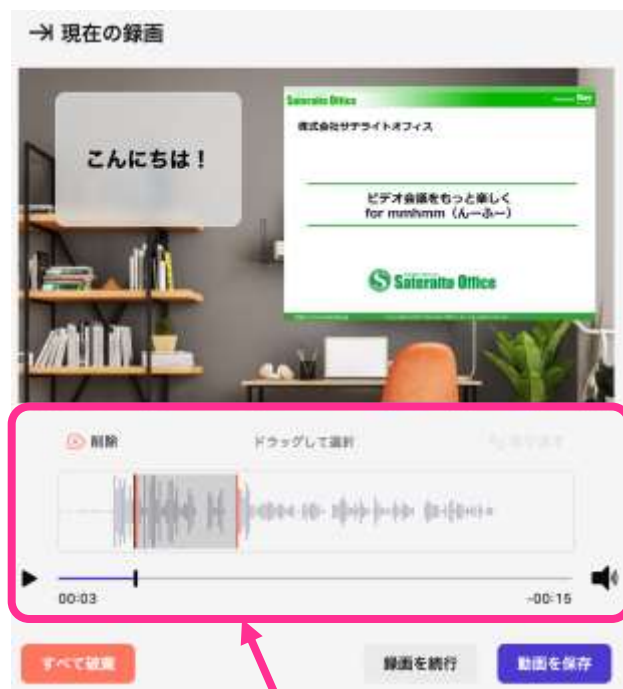 現在の録画
Sateraito Office
株式会社サテライトオフィス
こんにちは！
ビデオ会議をもっと楽しく
for mmhmm（んーふー）
Sateraito Office
削除
ドラッグして選択
00:03
-00:15
すべて破棄
録画を続行
動画を保存